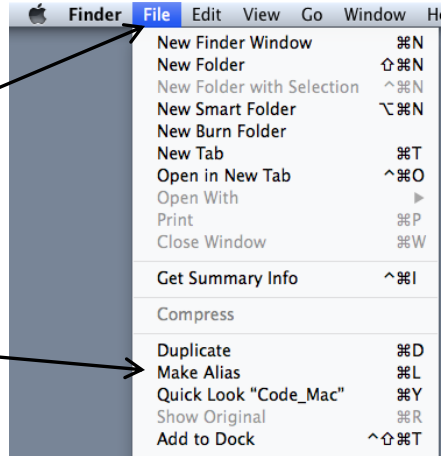 Finder File Edit View Go Window
New Finder Window ⌘N
New Folder ⇧⌘N
New Folder with Selection ^⌘N
New Smart Folder ⌥⌘N
New Burn Folder
New Tab ⌘T
Open in New Tab ^⌘O
Open With ▶
Print ⌘P
Close Window ⌘W
Get Summary Info ^⌘I
Compress
Duplicate ⌘D
Make Alias ⌘L
Quick Look “Code_Mac” ⌘Y
Show Original ⌘R
Add to Dock ^⇧⌘T